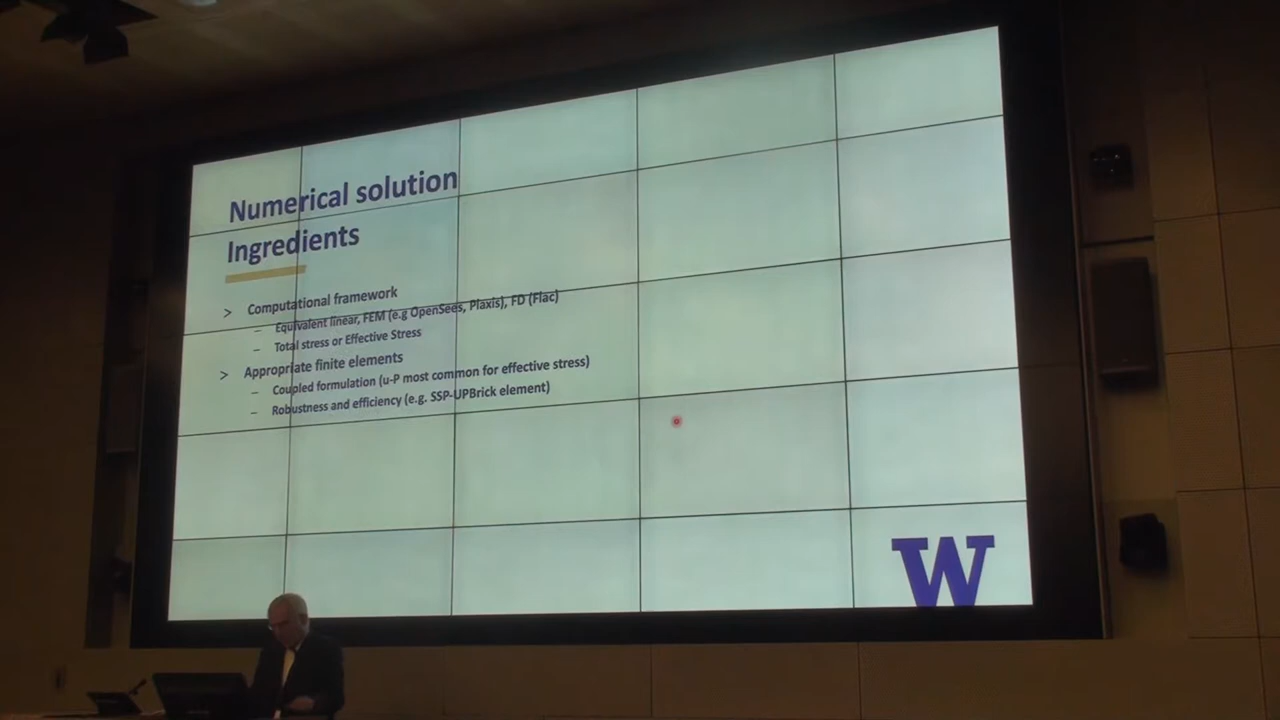 Numerical solution
Ingredients
> Computational framework
– Equivalent linear, FEM (e.g OpenSees, Plaxis), FD (Flac)
– Total stress or Effective Stress
> Appropriate finite elements
– Coupled formulation (u-P most common for effective stress)
– Robustness and efficiency (e.g. SSP-UPBrick element)
W